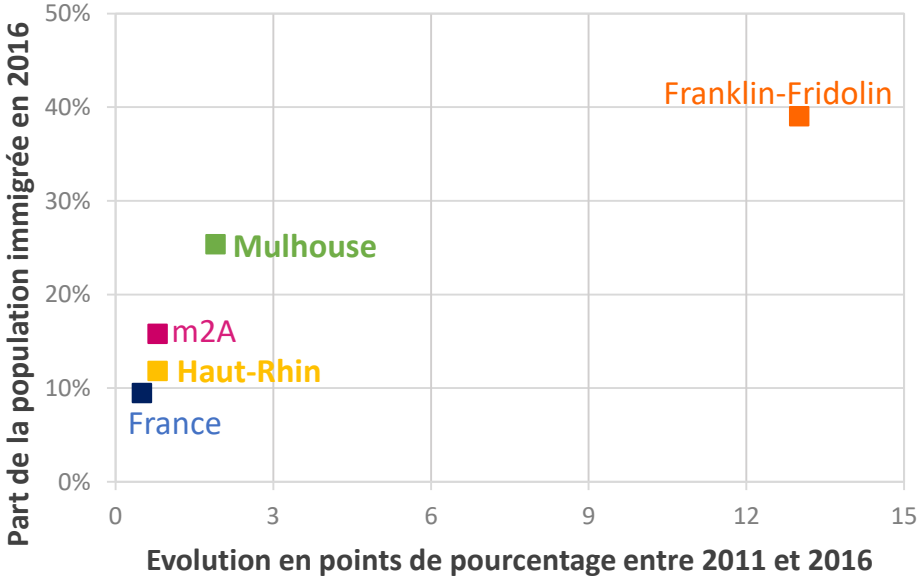 Part de la population immigrée en 2016
50%
40%
30%
20%
10%
0%
Franklin-Fridolin
Mulhouse
m2A
Haut-Rhin
France
0 3 6 9 12 15
Evolution en points de pourcentage entre 2011 et 2016